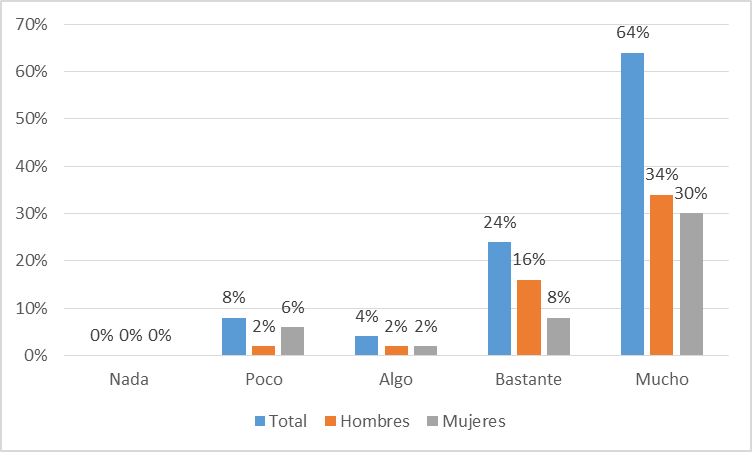 70%
60%
50%
40%
30%
20%
10%
0%
0% 0% 0%
8% 2% 6%
4% 2% 2%
24% 16% 8%
64% 34% 30%
Nada Poco Algo Bastante Mucho
Total Hombres Mujeres